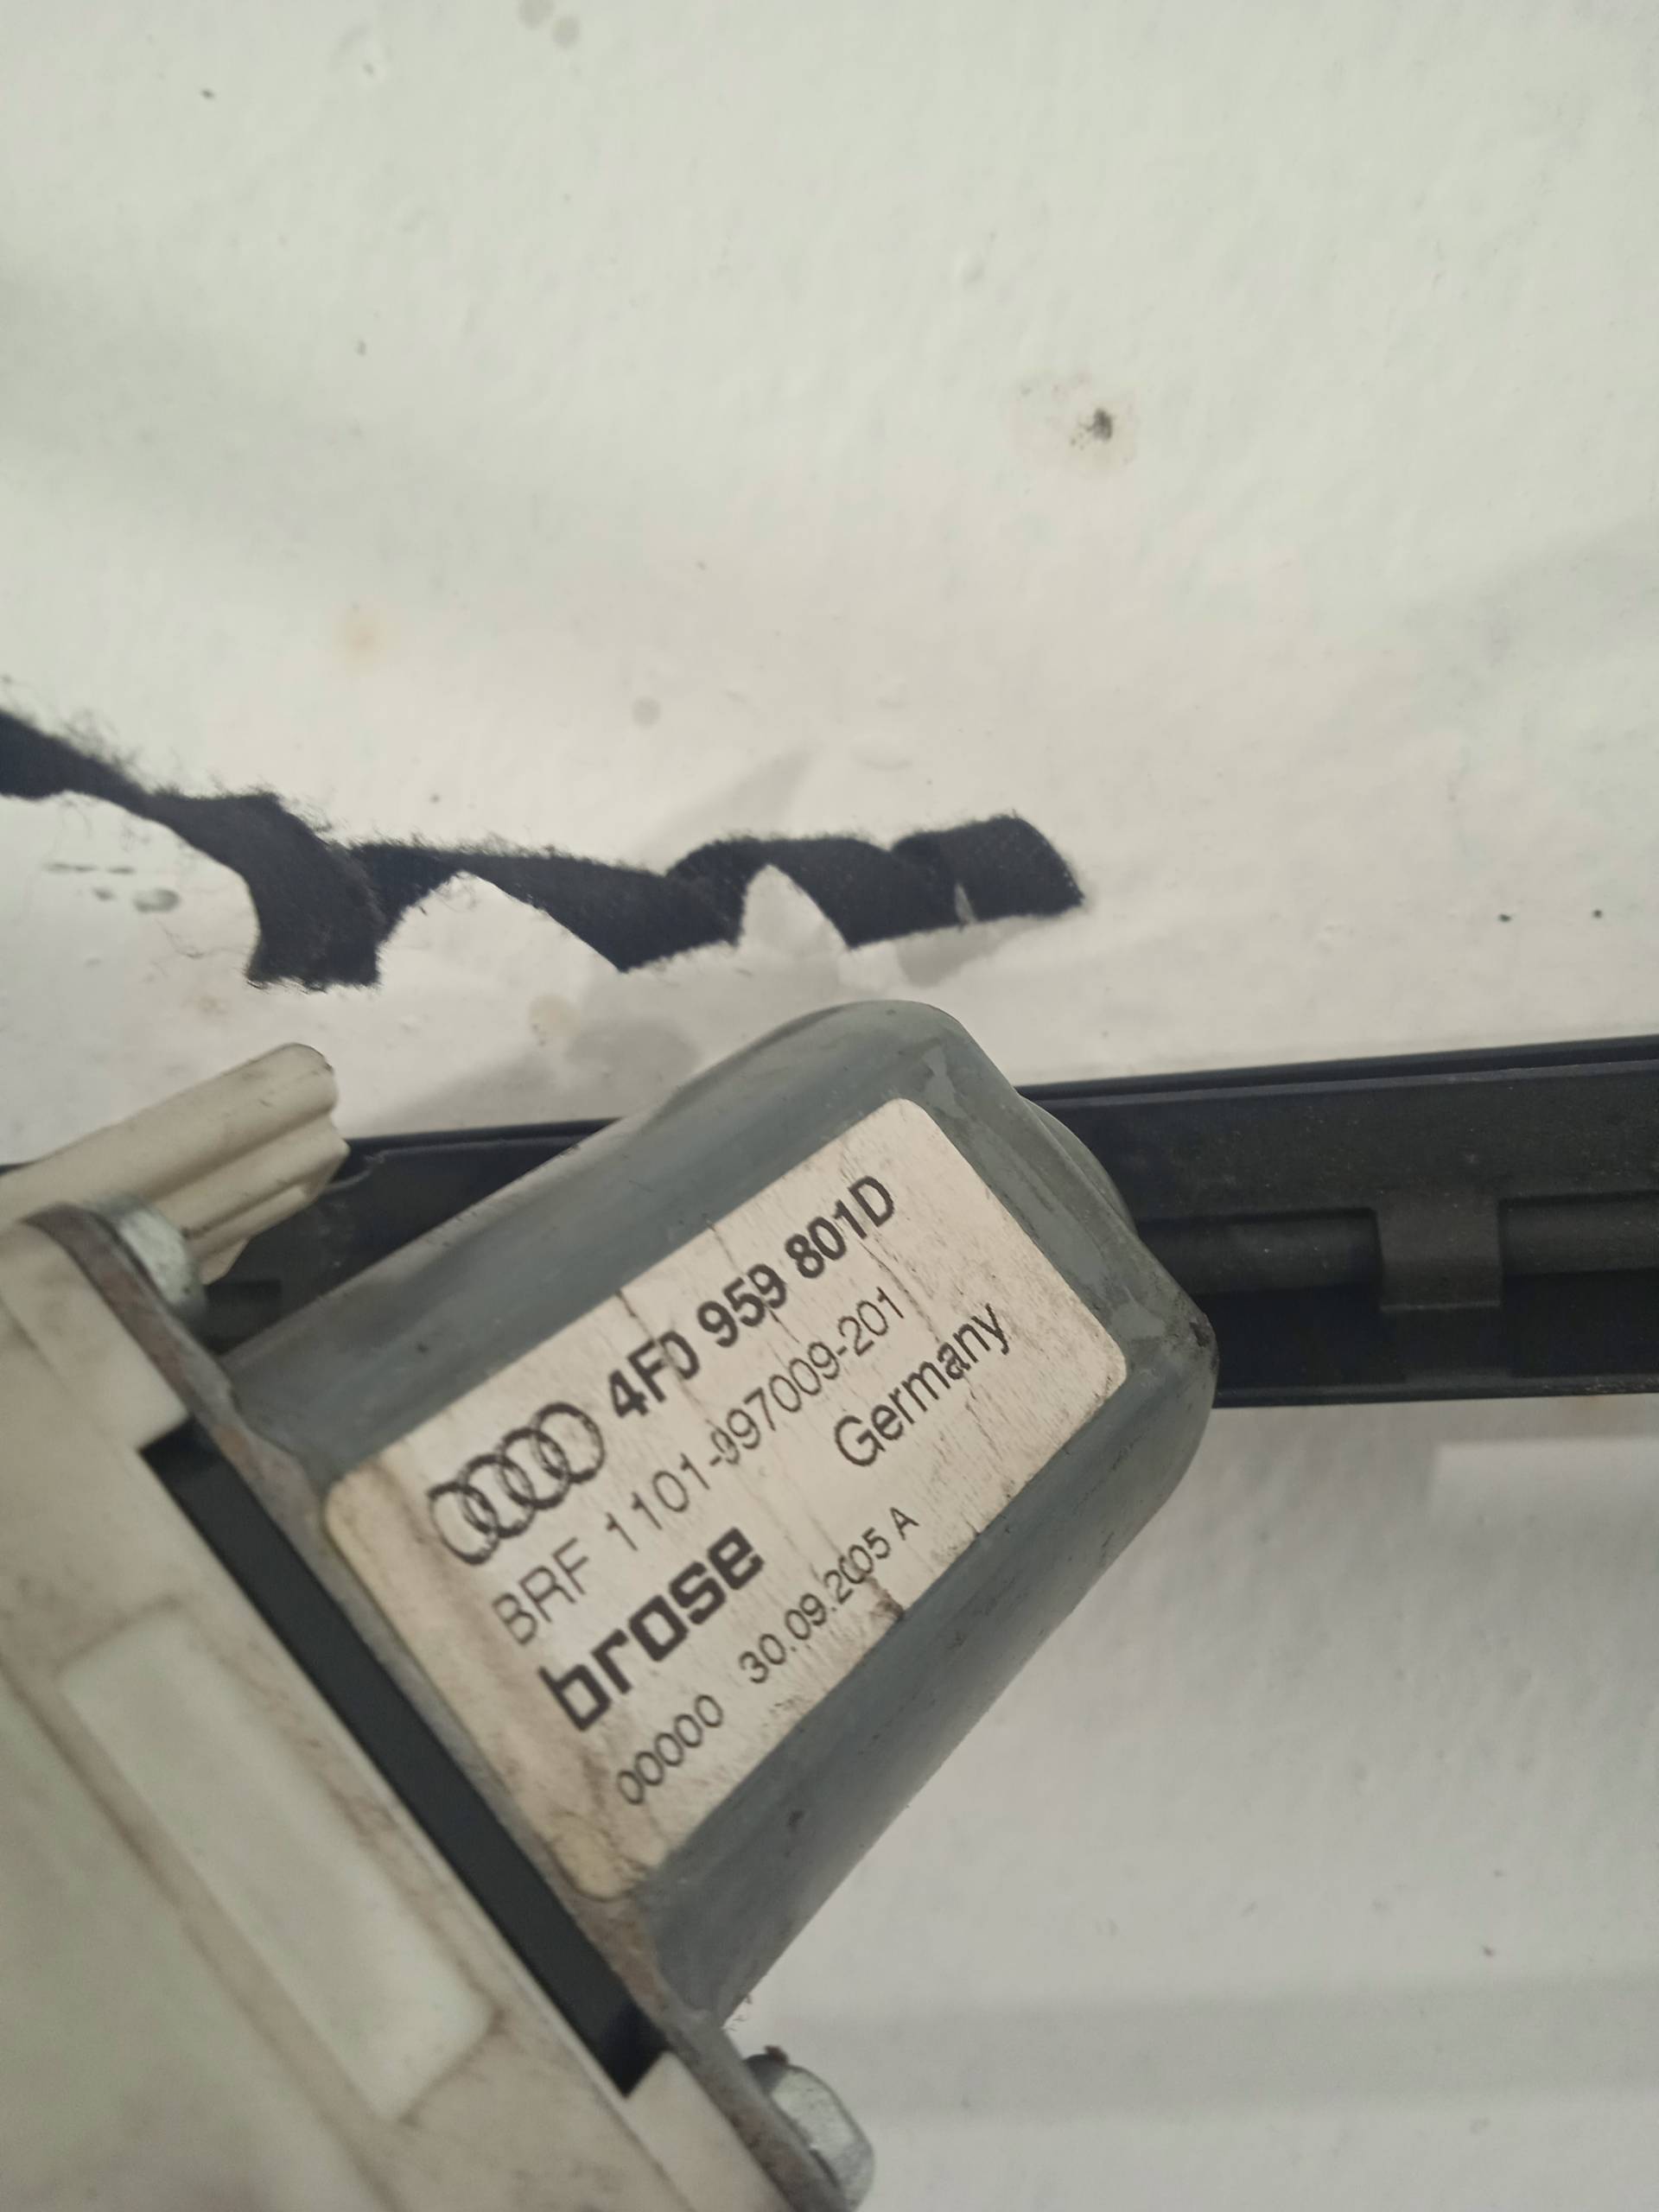 4F0 959 801D
BRF 1101-997009-201
brose Germany
00000 30.09.2005 A